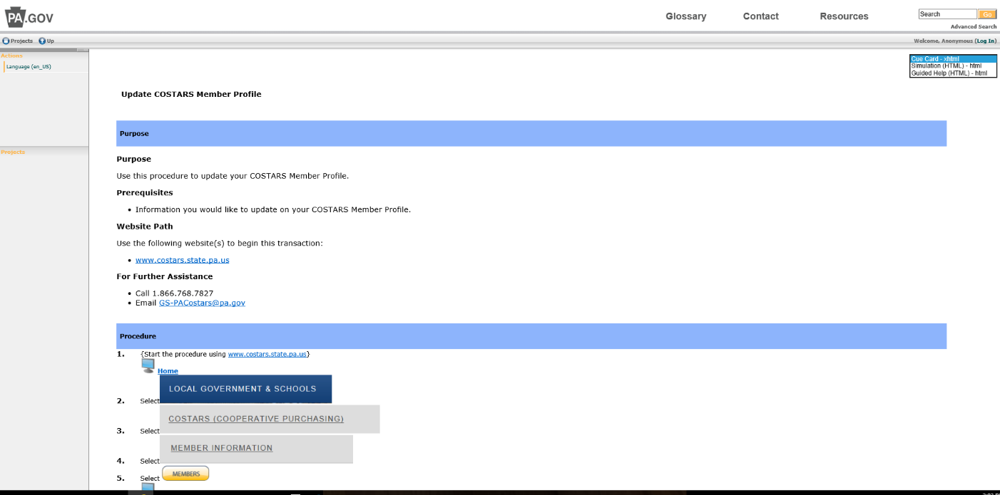 PA.GOV
Glossary Contact Resources
Search Go
Advanced Search
Projects Up
Welcome, Anonymous (Log In)
Actions
Language (en_US)
Projects
Cue Card - xhtml
Simulation (HTML) - html
Guided Help (HTML) - html
Update COSTARS Member Profile
Purpose
Purpose
Use this procedure to update your COSTARS Member Profile.
Prerequisites
• Information you would like to update on your COSTARS Member Profile.
Website Path
Use the following website(s) to begin this transaction:
• www.costars.state.pa.us
For Further Assistance
• Call 1.866.768.7827
• Email GS-PACostars@pa.gov
Procedure
1. {Start the procedure using www.costars.state.pa.us}
Home
2. Select LOCAL GOVERNMENT & SCHOOLS
3. Select COSTARS (COOPERATIVE PURCHASING)
4. Select MEMBER INFORMATION
5. Select MEMBERS